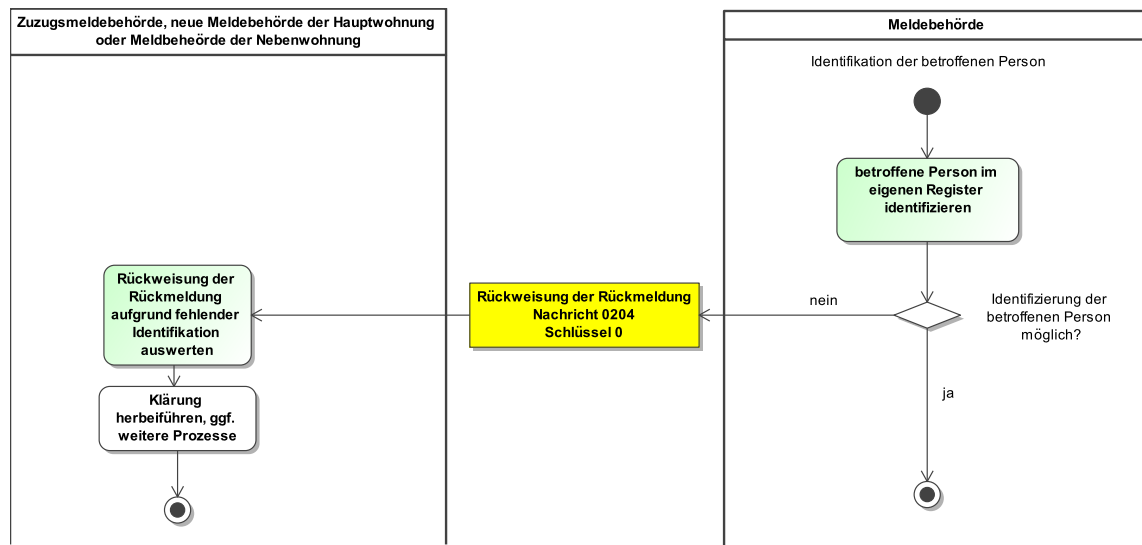 Zuzugsmeldebehörde, neue Meldebehörde der Hauptwohnung
oder Meldbeheörde der Nebenwohnung
Meldebehörde
Identifikation der betroffenen Person
betroffene Person im
eigenen Register
identifizieren
Rückweisung der
Rückmeldung
aufgrund fehlender
Identifikation
auswerten
Rückweisung der Rückmeldung
Nachricht 0204
Schlüssel 0
nein
Identifizierung der
betroffenen Person
möglich?
Klärung
herbeiführen, ggf.
weitere Prozesse
ja